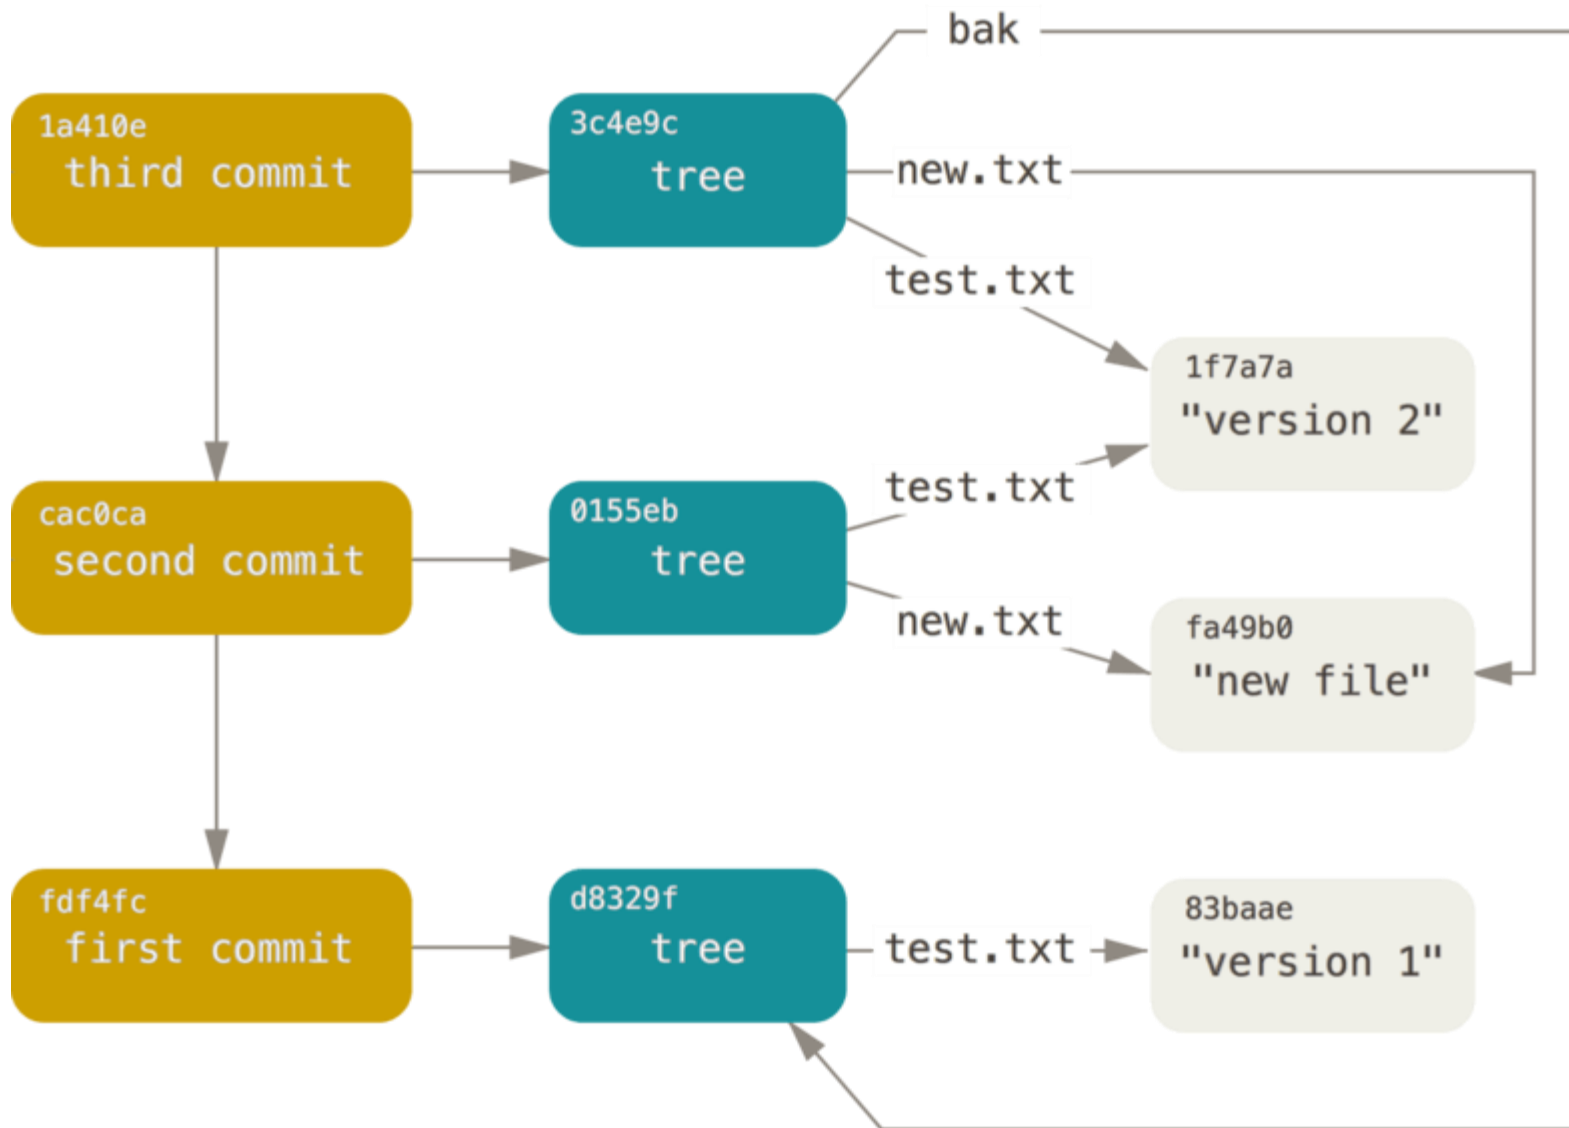 bak
1a410e
third commit
3c4e9c
tree
new.txt
test.txt
1f7a7a
"version 2"
cac0ca
second commit
0155eb
tree
test.txt
new.txt
fa49b0
"new file"
fdf4fc
first commit
d8329f
tree
test.txt
83baae
"version 1"